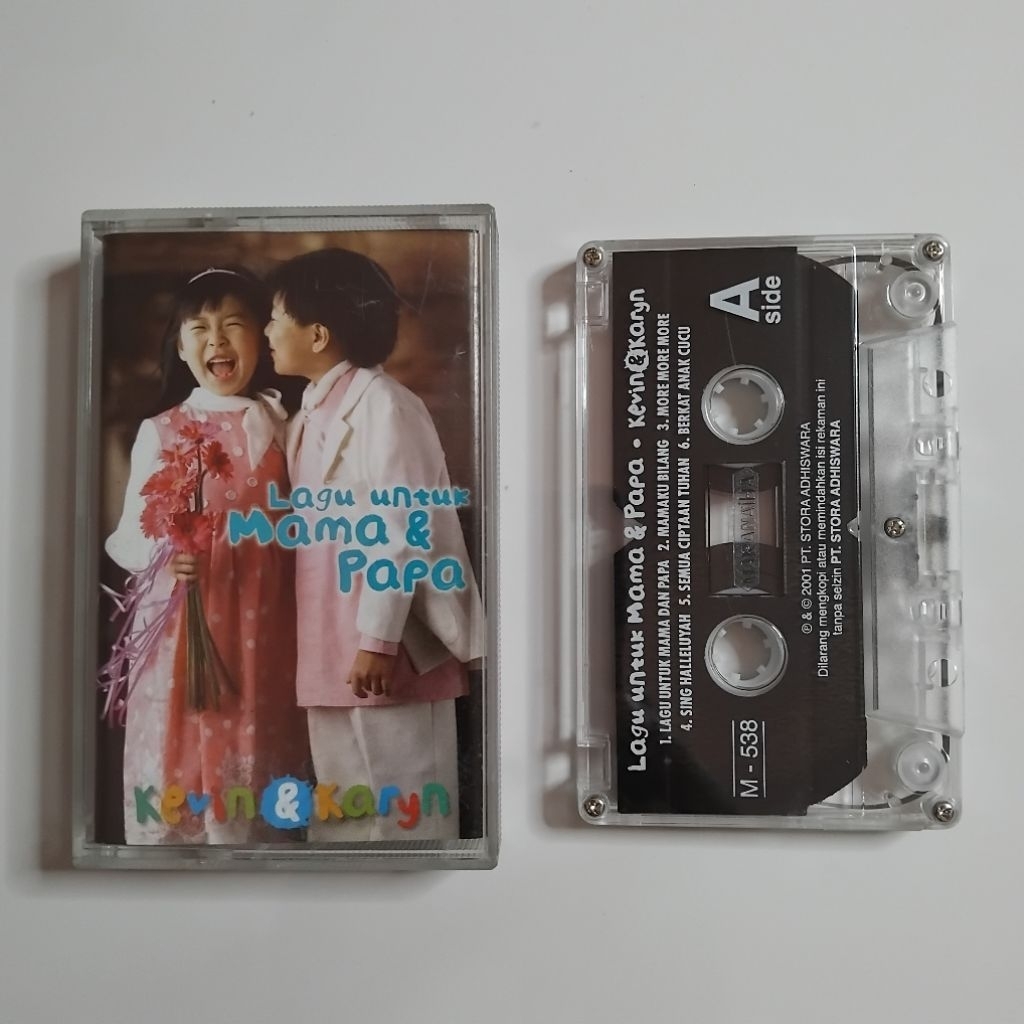 Lagu untuk
Mama &
Papa
Kevin & Karyn
A
side
Lagu untuk Mama & Papa • Kevin & Karyn
1. LAGU UNTUK MAMA DAN PAPA 2. MAMAKU BILANG 3. MORE MORE MORE
4. SING HALLELUYAH 5. SEMUA CIPTAAN TUHAN 6. BERKAT ANAK CUCU
MARANATHA
℗ & © 2001 PT. STORA ADHISWARA
Dilarang mengkopi atau memindahkan isi rekaman ini
tanpa seizin PT. STORA ADHISWARA
M - 538